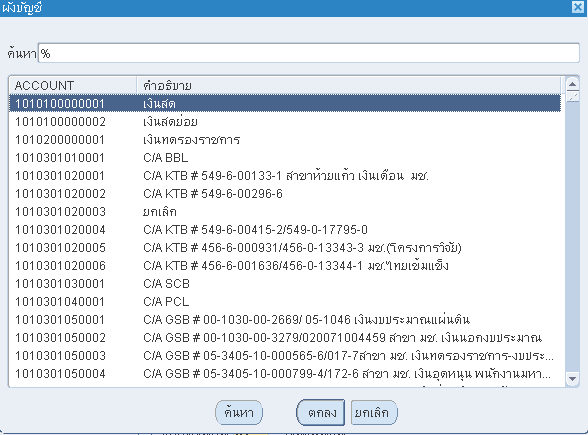 ผังบัญชี
ค้นหา %
ACCOUNT คำอธิบาย
1010100000001 เงินสด
1010100000002 เงินสดย่อย
1010200000001 เงินทดรองราชการ
1010301010001 C/A BBL
1010301020001 C/A KTB # 549-6-00133-1 สาขาห้วยแก้ว เงินเดือน มช.
1010301020002 C/A KTB # 549-6-00296-6
1010301020003 ยกเลิก
1010301020004 C/A KTB # 549-6-00415-2/549-0-17795-0
1010301020005 C/A KTB # 456-6-000931/456-0-13343-3 มช.(โครงการวิจัย)
1010301020006 C/A KTB # 456-6-001636/456-0-13344-1 มช.ไทยเข้มแข็ง
1010301030001 C/A SCB
1010301040001 C/A PCL
1010301050001 C/A GSB # 00-1030-00-2669/ 05-1046 เงินงบประมาณแผ่นดิน
1010301050002 C/A GSB # 00-1030-00-3279/020071004459 สาขา มช. เงินนอกงบประมาณ
1010301050003 C/A GSB # 05-3405-10-000565-6/017-7สาขา มช. เงินทดรองราชการ-งบประ...
1010301050004 C/A GSB # 05-3405-10-000799-4/172-6 สาขา มช. เงินอุดหนุน พนักงานมหา...
ค้นหา ตกลง ยกเลิก